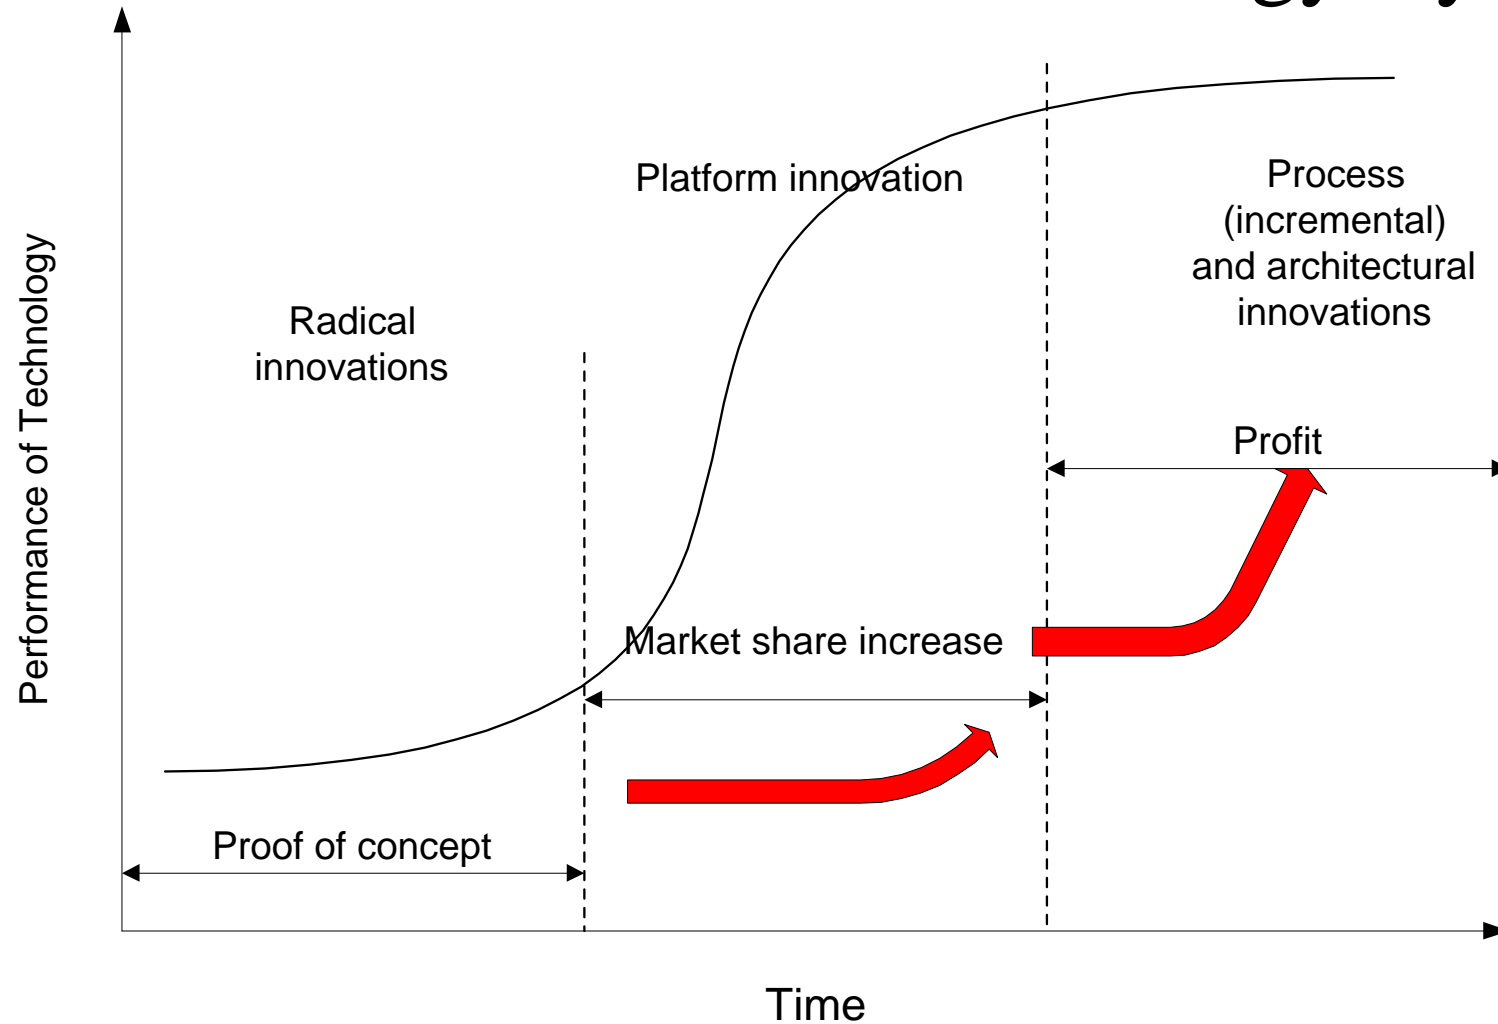 Platform innovation
Process
(incremental)
and architectural
innovations
Radical
innovations
Performance of Technology
Profit
Market share increase
Proof of concept
Time